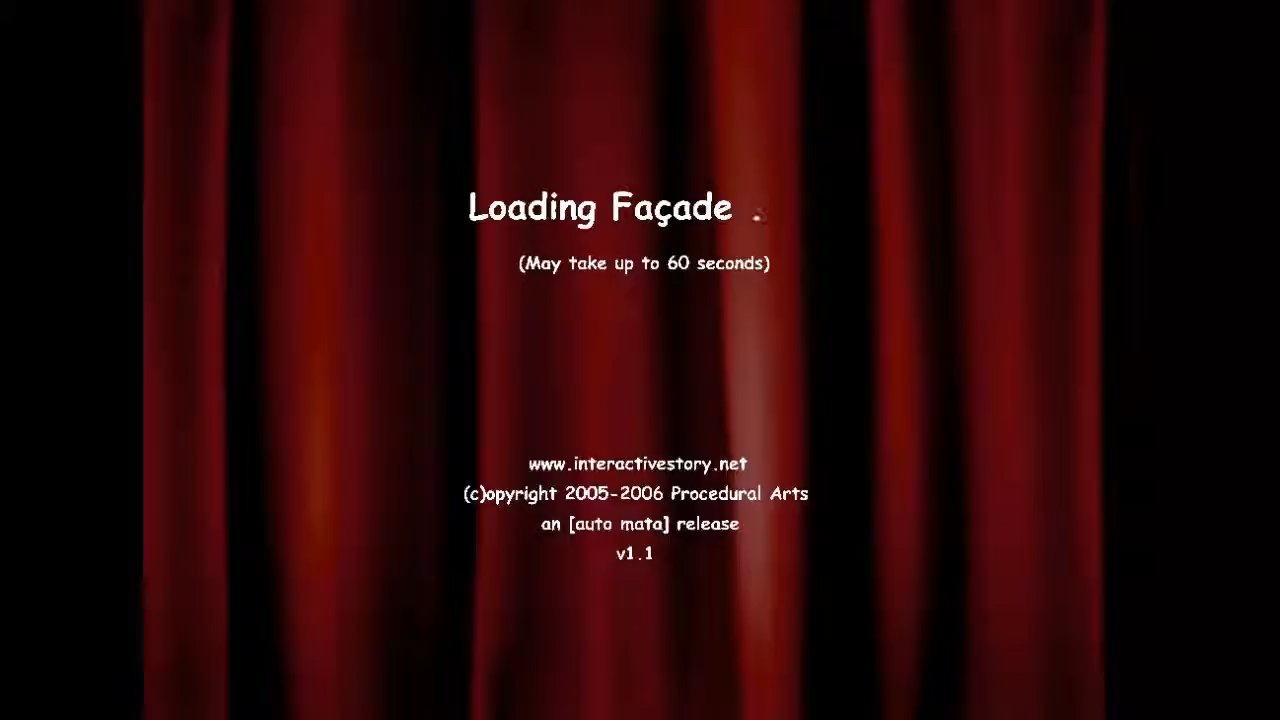 Loading Façade .
(May take up to 60 seconds)
www.interactivestory.net
(c)opyright 2005-2006 Procedural Arts
an [auto mata] release
v1.1